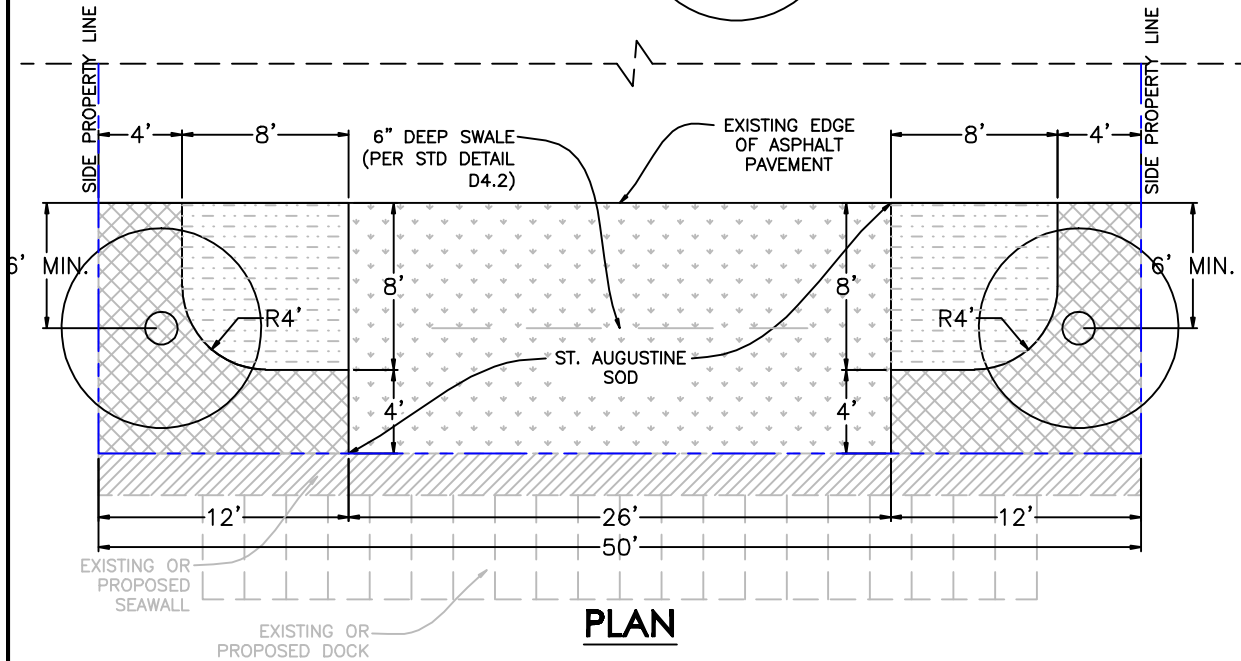 SIDE PROPERTY LINE
SIDE PROPERTY LINE
4'
8'
6" DEEP SWALE
(PER STD DETAIL
D4.2)
EXISTING EDGE
OF ASPHALT
PAVEMENT
8'
4'
6' MIN.
8'
8'
6' MIN.
R4'
R4'
ST. AUGUSTINE
SOD
4'
4'
12'
26'
12'
50'
EXISTING OR
PROPOSED
SEAWALL
EXISTING OR
PROPOSED DOCK
PLAN